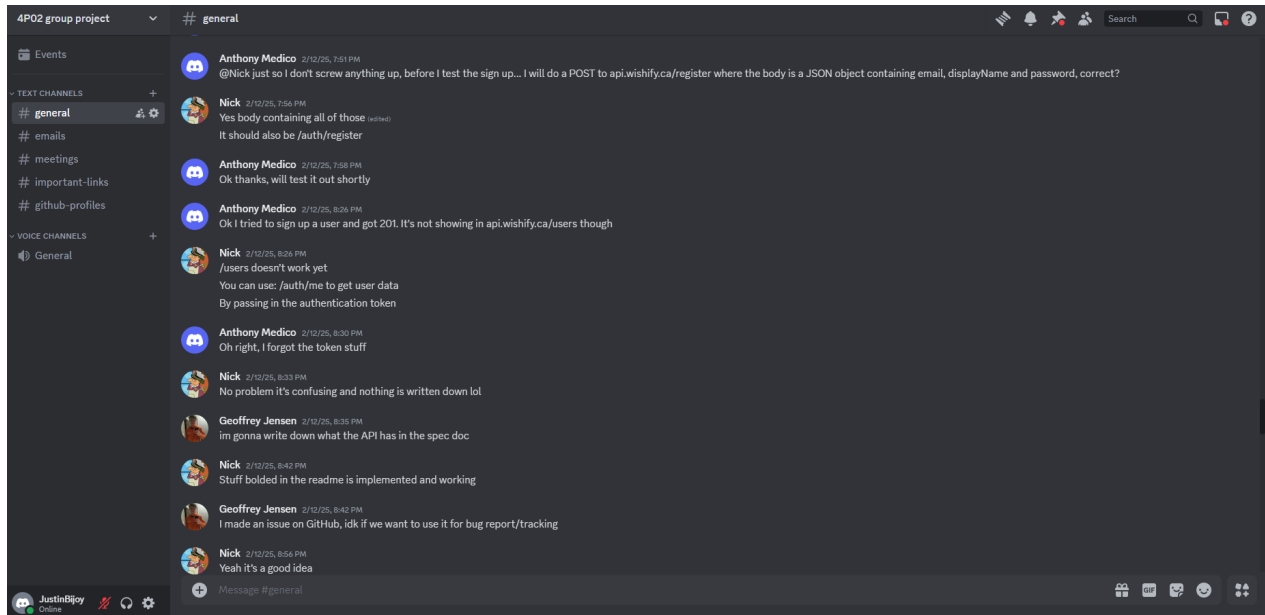 4P02 group project
# general
Search
Events
TEXT CHANNELS
# general
# emails
# meetings
# important-links
# github-profiles
VOICE CHANNELS
General
Anthony Medico 2/12/25, 7:51 PM
@Nick just so I don't screw anything up, before I test the sign up... I will do a POST to api.wishify.ca/register where the body is a JSON object containing email, displayName and password, correct?
Nick 2/12/25, 7:56 PM
Yes body containing all of those (edited)
It should also be /auth/register
Anthony Medico 2/12/25, 7:58 PM
Ok thanks, will test it out shortly
Anthony Medico 2/12/25, 8:26 PM
Ok I tried to sign up a user and got 201. It's not showing in api.wishify.ca/users though
Nick 2/12/25, 8:26 PM
/users doesn't work yet
You can use: /auth/me to get user data
By passing in the authentication token
Anthony Medico 2/12/25, 8:30 PM
Oh right, I forgot the token stuff
Nick 2/12/25, 8:33 PM
No problem it's confusing and nothing is written down lol
Geoffrey Jensen 2/12/25, 8:35 PM
im gonna write down what the API has in the spec doc
Nick 2/12/25, 8:42 PM
Stuff bolded in the readme is implemented and working
Geoffrey Jensen 2/12/25, 8:42 PM
I made an issue on GitHub, idk if we want to use it for bug report/tracking
Nick 2/12/25, 8:56 PM
Yeah it's a good idea
JustinBijoy
Online
Message #general
GIF